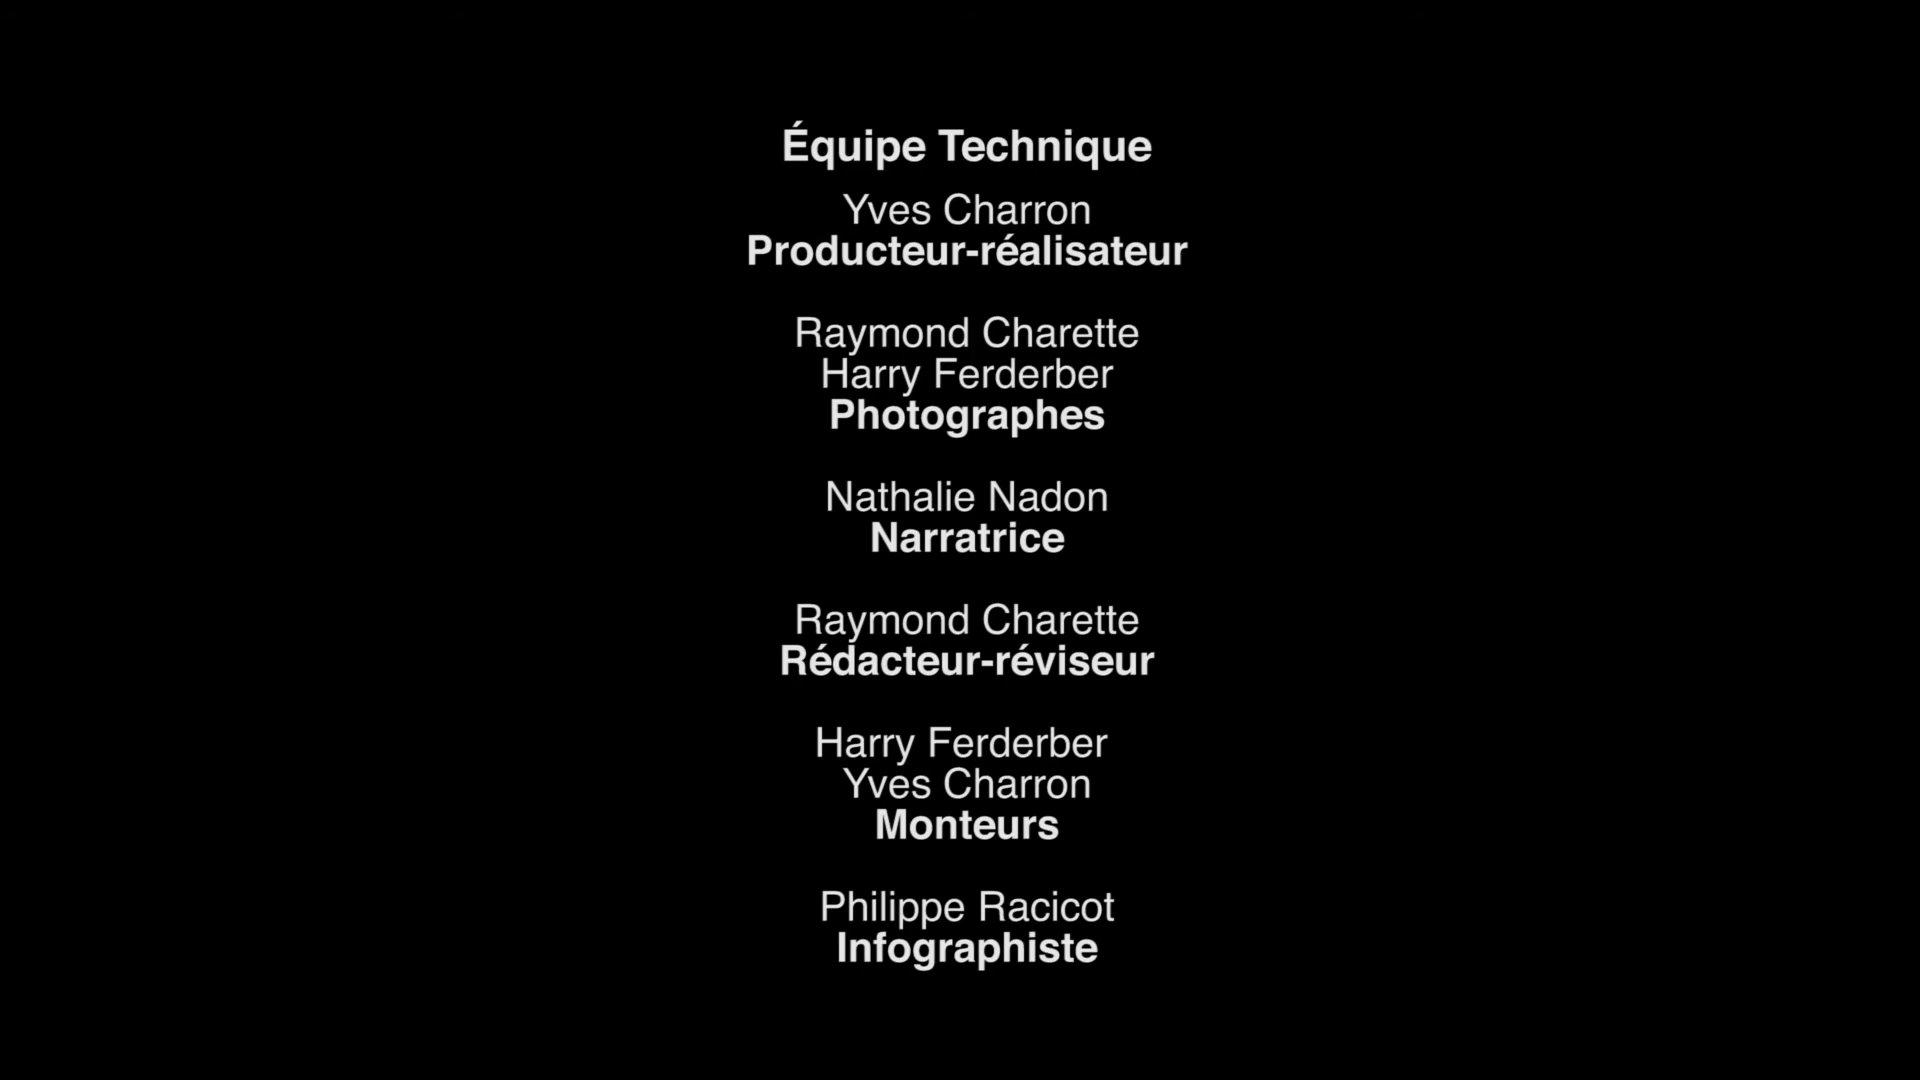 Équipe Technique
Yves Charron
Producteur-réalisateur
Raymond Charette
Harry Ferderber
Photographes
Nathalie Nadon
Narratrice
Raymond Charette
Rédacteur-réviseur
Harry Ferderber
Yves Charron
Monteurs
Philippe Racicot
Infographiste